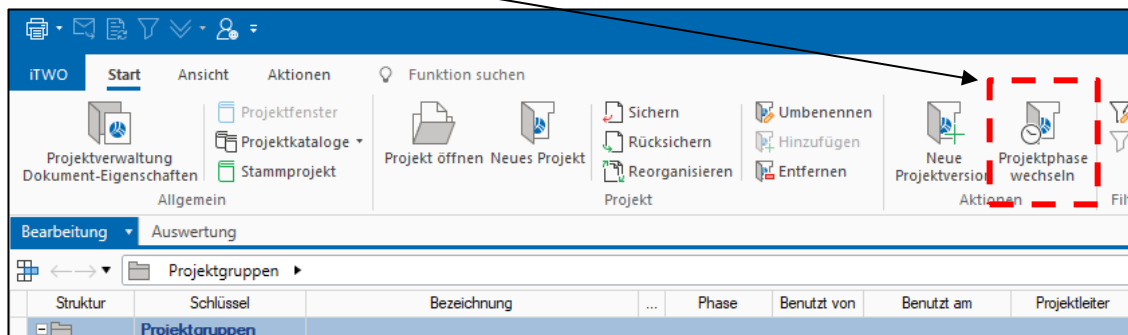 iTWO Start Ansicht Aktionen Funktion suchen
Projektverwaltung
Dokument-Eigenschaften
Projektfenster
Projektkataloge
Stammprojekt
Allgemein
Projekt öffnen
Neues Projekt
Sichern
Rücksichern
Reorganisieren
Umbenennen
Hinzufügen
Entfernen
Projekt
Neue
Projektversion
Projektphase
wechseln
Aktionen
Bearbeitung Auswertung
Projektgruppen
Struktur Schlüssel Bezeichnung ... Phase Benutzt von Benutzt am Projektleiter
Projektgruppen